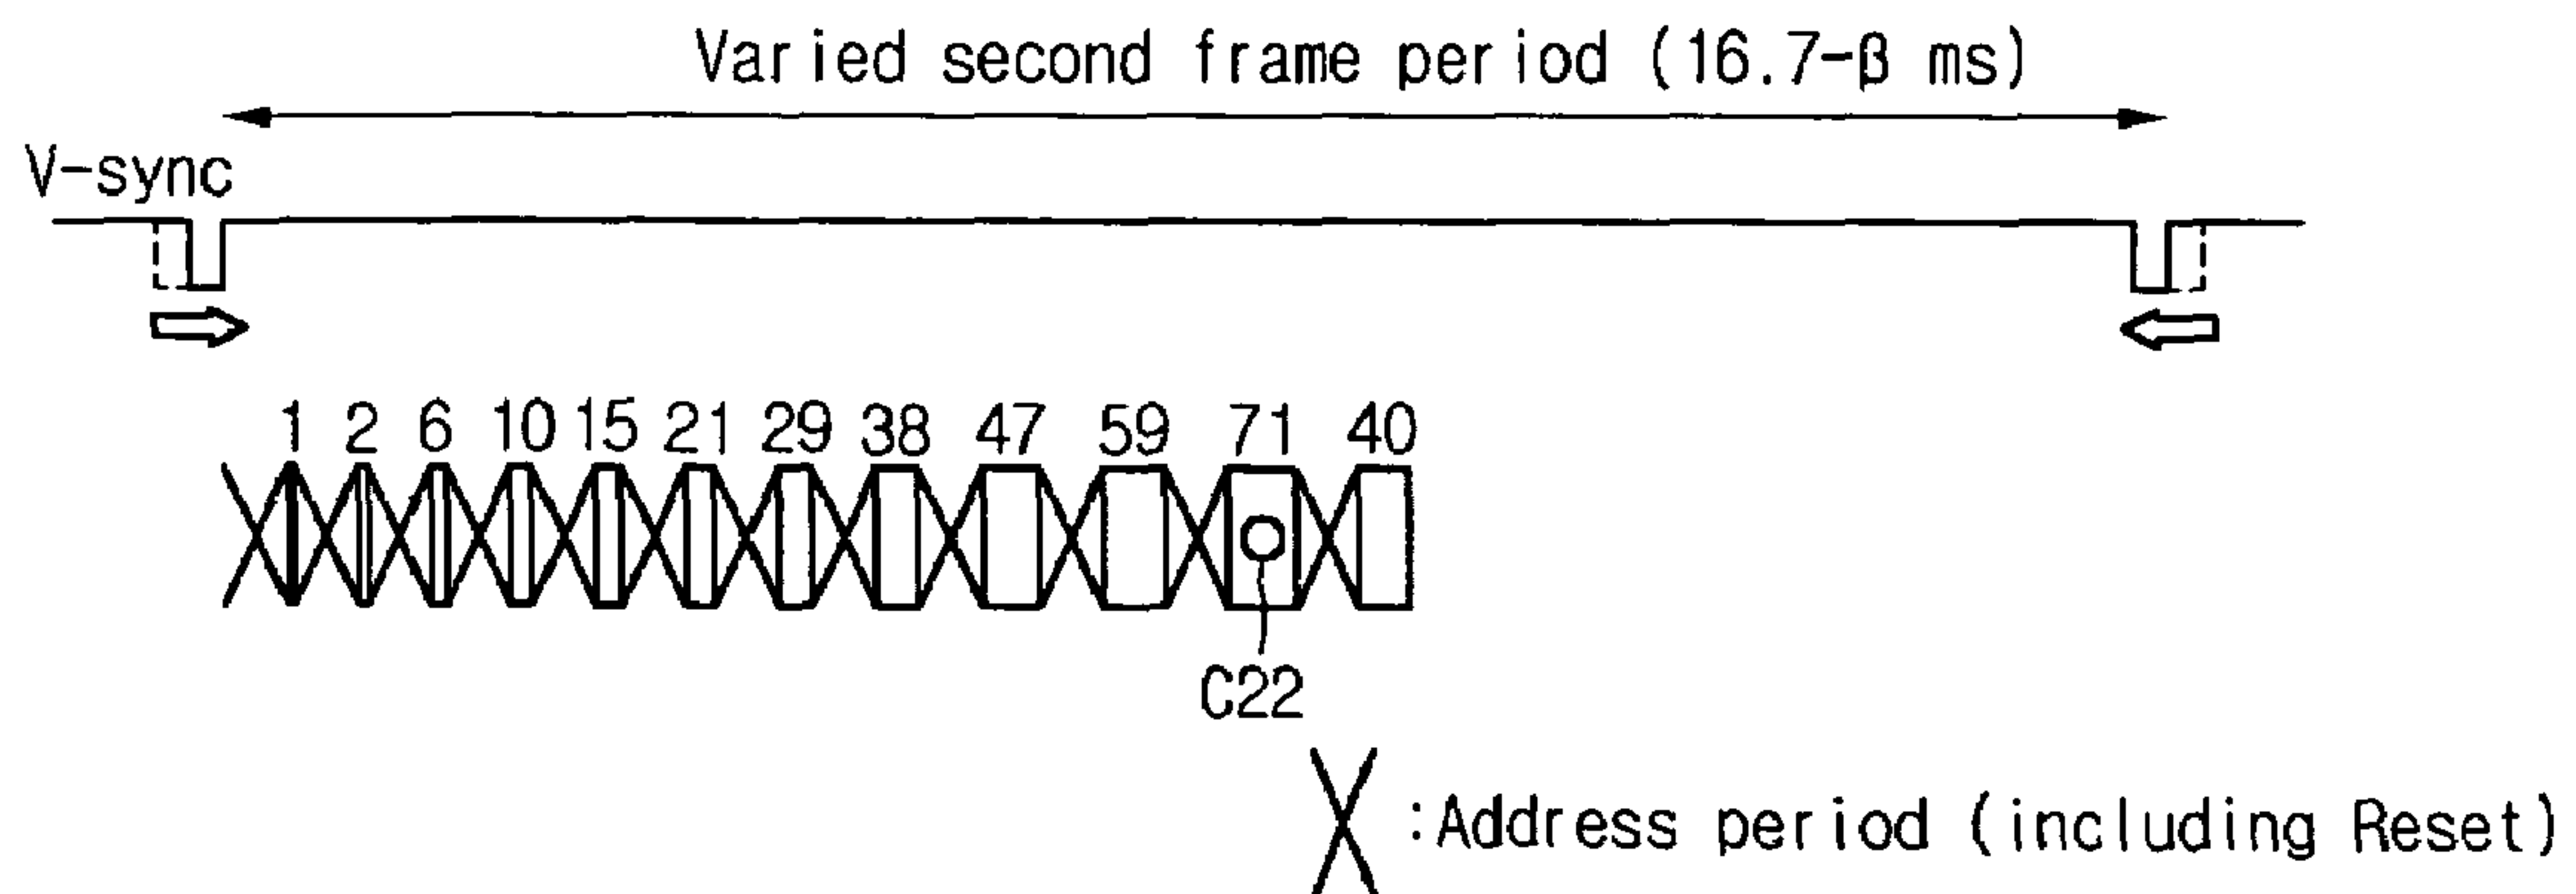 Varied second frame period (16.7-β ms)
V-sync
1 2 6 10 15 21 29 38 47 59 71 40
C22
:Address period (including Reset)